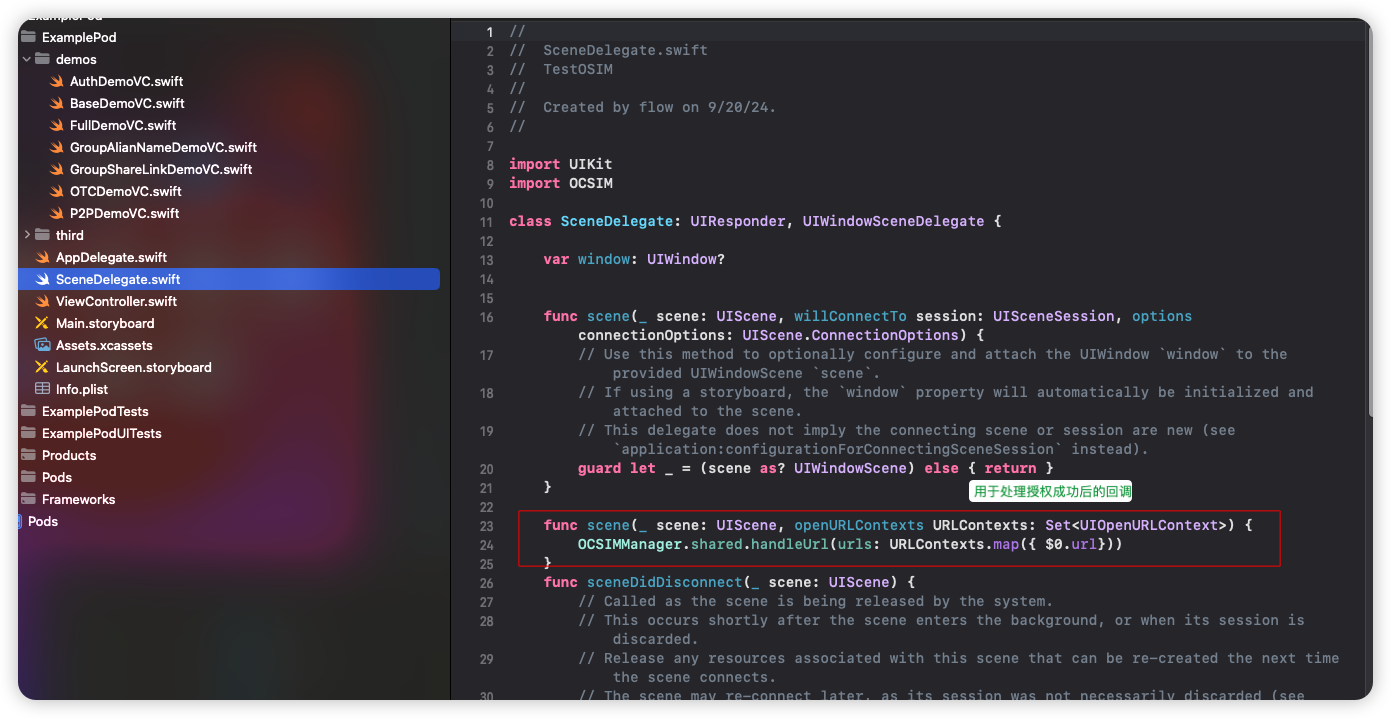 ExamplePod
ExamplePod
demos
AuthDemoVC.swift
BaseDemoVC.swift
FullDemoVC.swift
GroupAlianNameDemoVC.swift
GroupShareLinkDemoVC.swift
OTCDemoVC.swift
P2PDemoVC.swift
third
AppDelegate.swift
SceneDelegate.swift
ViewController.swift
Main.storyboard
Assets.xcassets
LaunchScreen.storyboard
Info.plist
ExamplePodTests
ExamplePodUITests
Products
Pods
Frameworks
Pods
1 //
2 //  SceneDelegate.swift
3 //  TestOSIM
4 //
5 //  Created by flow on 9/20/24.
6 //
7
8 import UIKit
9 import OCSIM
10
11 class SceneDelegate: UIResponder, UIWindowSceneDelegate {
12
13     var window: UIWindow?
14
15
16     func scene(_ scene: UIScene, willConnectTo session: UISceneSession, options
connectionOptions: UIScene.ConnectionOptions) {
17         // Use this method to optionally configure and attach the UIWindow `window` to the
provided UIWindowScene `scene`.
18         // If using a storyboard, the `window` property will automatically be initialized and
attached to the scene.
19         // This delegate does not imply the connecting scene or session are new (see
`application:configurationForConnectingSceneSession` instead).
20         guard let _ = (scene as? UIWindowScene) else { return }
21     }
用于处理授权成功后的回调
22
23     func scene(_ scene: UIScene, openURLContexts URLContexts: Set<UIOpenURLContext>) {
24         OCSIMManager.shared.handleUrl(urls: URLContexts.map({ $0.url}))
25     }
26     func sceneDidDisconnect(_ scene: UIScene) {
27         // Called as the scene is being released by the system.
28         // This occurs shortly after the scene enters the background, or when its session is
discarded.
29         // Release any resources associated with this scene that can be re-created the next time
the scene connects.
30         // The scene may re-connect later, as its session was not necessarily discarded (see